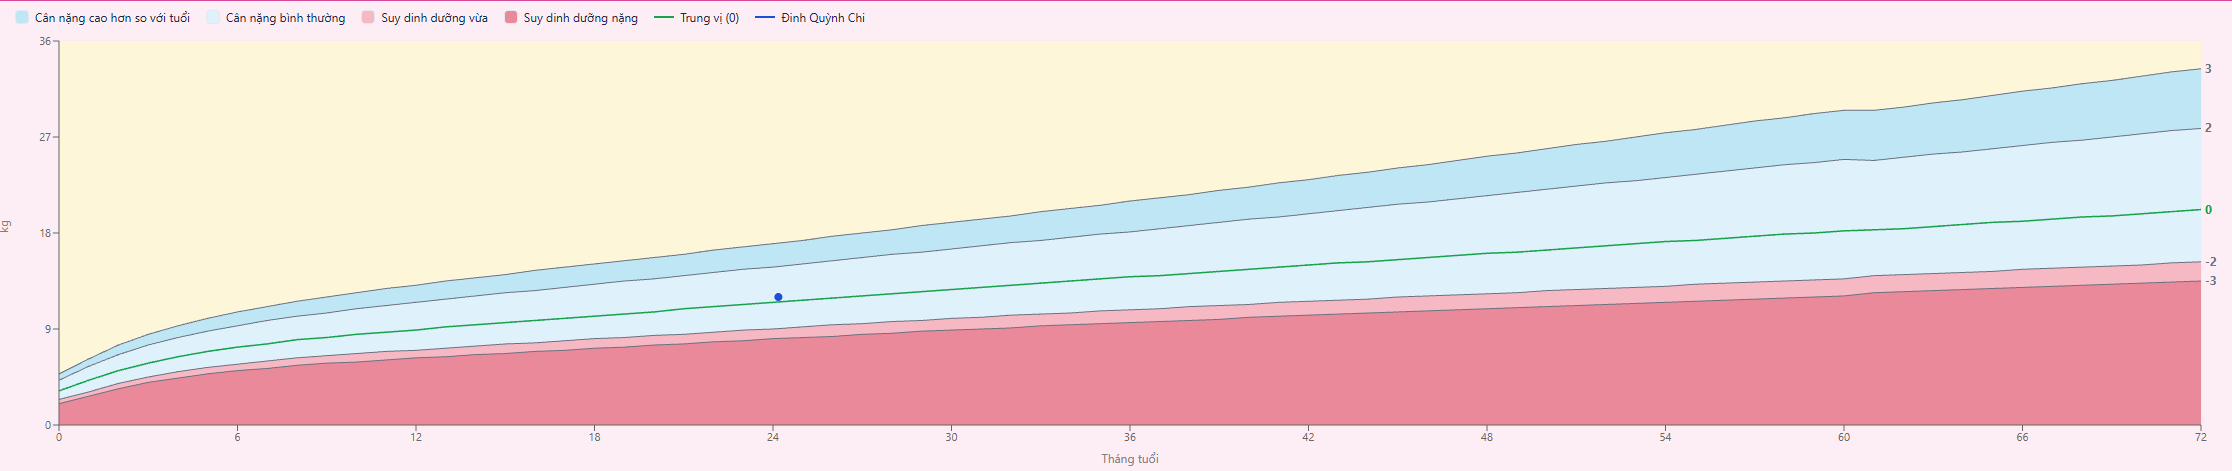 Cân nặng cao hơn so với tuổi Cân nặng bình thường Suy dinh dưỡng vừa Suy dinh dưỡng nặng Trung vị (0) Đinh Quỳnh Chi
36
27
18
9
0
kg
3
2
0
-2
-3
0 6 12 18 24 30 36 42 48 54 60 66 72
Tháng tuổi